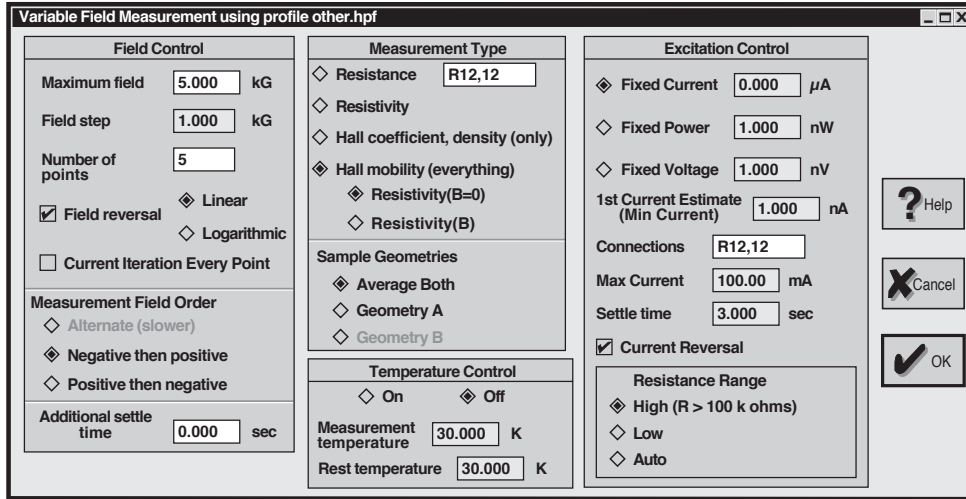 Variable Field Measurement using profile other.hpf
Field Control
Maximum field 5.000 kG
Field step 1.000 kG
Number of
points 5
Field reversal
Linear
Logarithmic
Current Iteration Every Point
Measurement Field Order
Alternate (slower)
Negative then positive
Positive then negative
Additional settle
time 0.000 sec
Measurement Type
Resistance R12,12
Resistivity
Hall coefficient, density (only)
Hall mobility (everything)
Resistivity(B=0)
Resistivity(B)
Sample Geometries
Average Both
Geometry A
Geometry B
Temperature Control
On Off
Measurement
temperature 30.000 K
Rest temperature 30.000 K
Excitation Control
Fixed Current 0.000 µA
Fixed Power 1.000 nW
Fixed Voltage 1.000 nV
1st Current Estimate
(Min Current) 1.000 nA
Connections R12,12
Max Current 100.00 mA
Settle time 3.000 sec
Current Reversal
Resistance Range
High (R > 100 k ohms)
Low
Auto
? Help
Cancel
OK